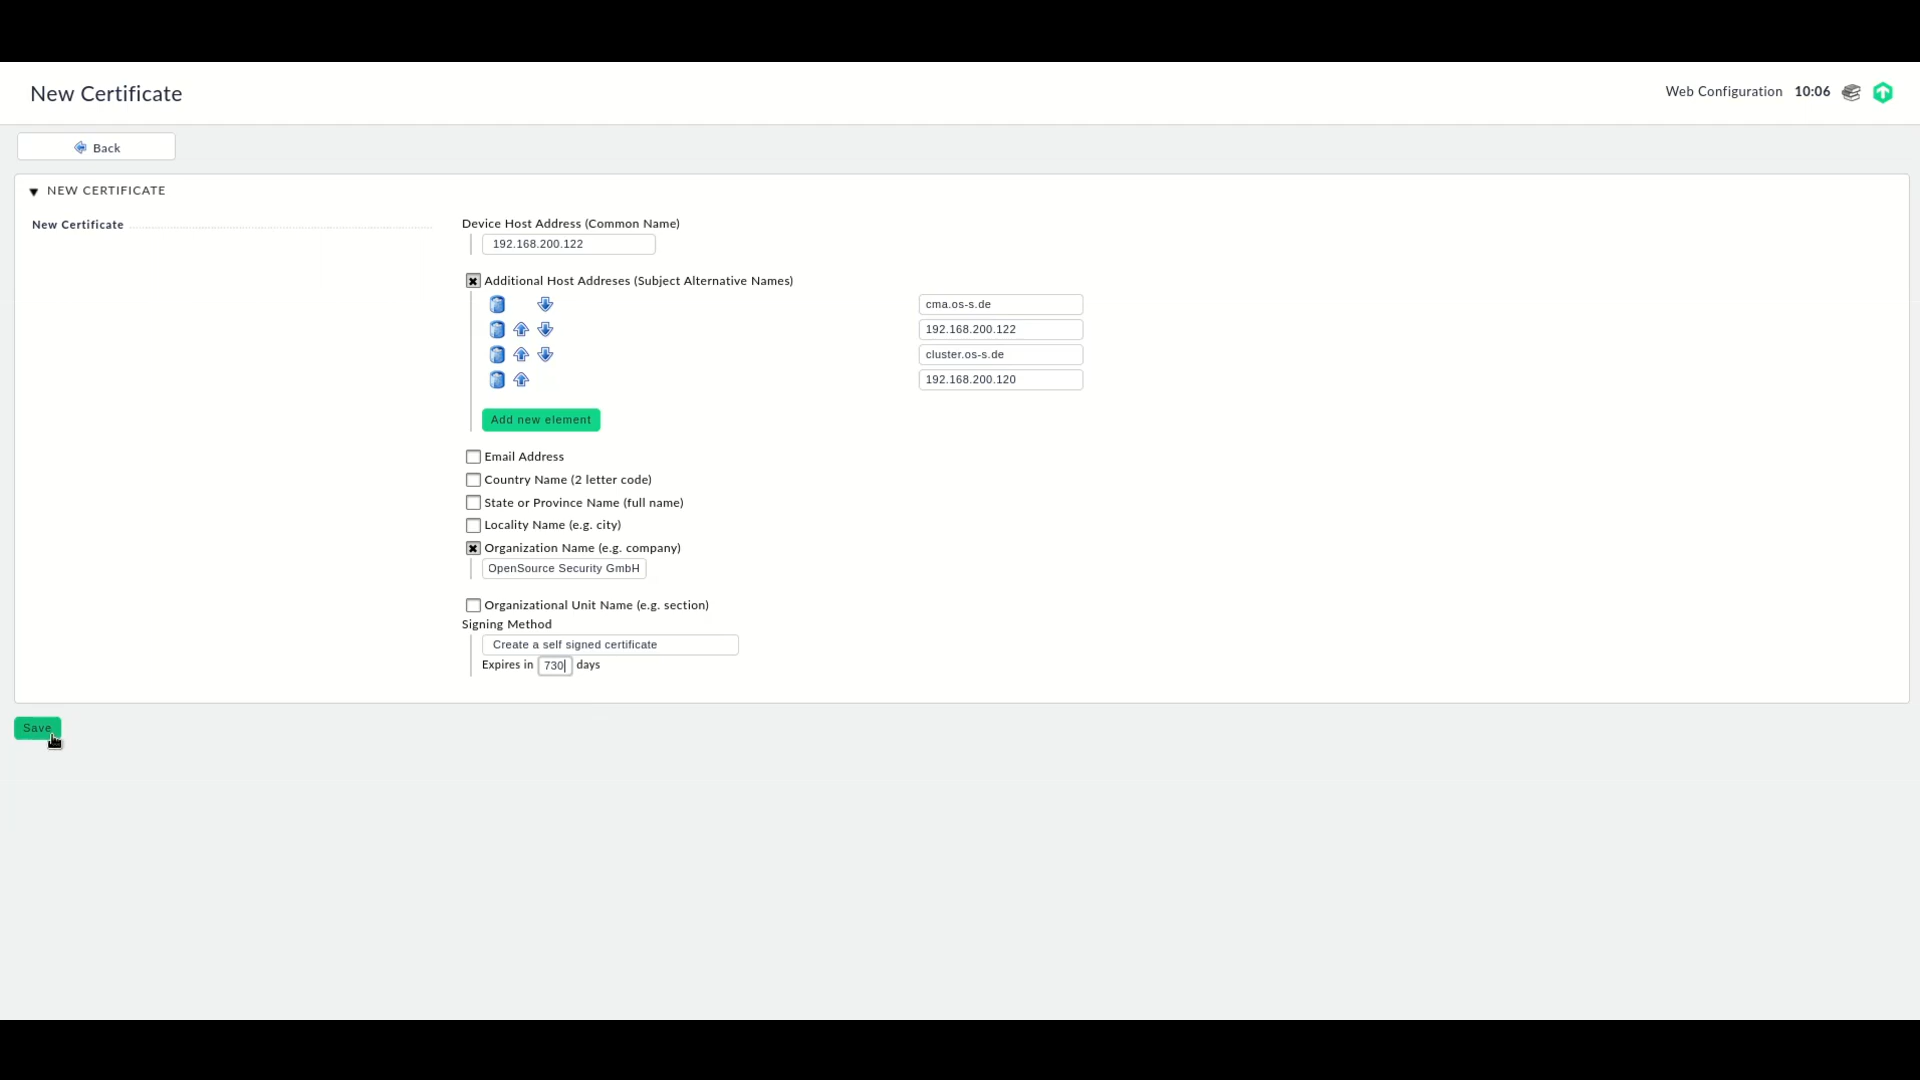 New Certificate
Web Configuration 10:06
Back
NEW CERTIFICATE
New Certificate
Device Host Address (Common Name)
192.168.200.122
Additional Host Addreses (Subject Alternative Names)
cma.os-s.de
192.168.200.122
cluster.os-s.de
192.168.200.120
Add new element
Email Address
Country Name (2 letter code)
State or Province Name (full name)
Locality Name (e.g. city)
Organization Name (e.g. company)
OpenSource Security GmbH
Organizational Unit Name (e.g. section)
Signing Method
Create a self signed certificate
Expires in 730 days
Save